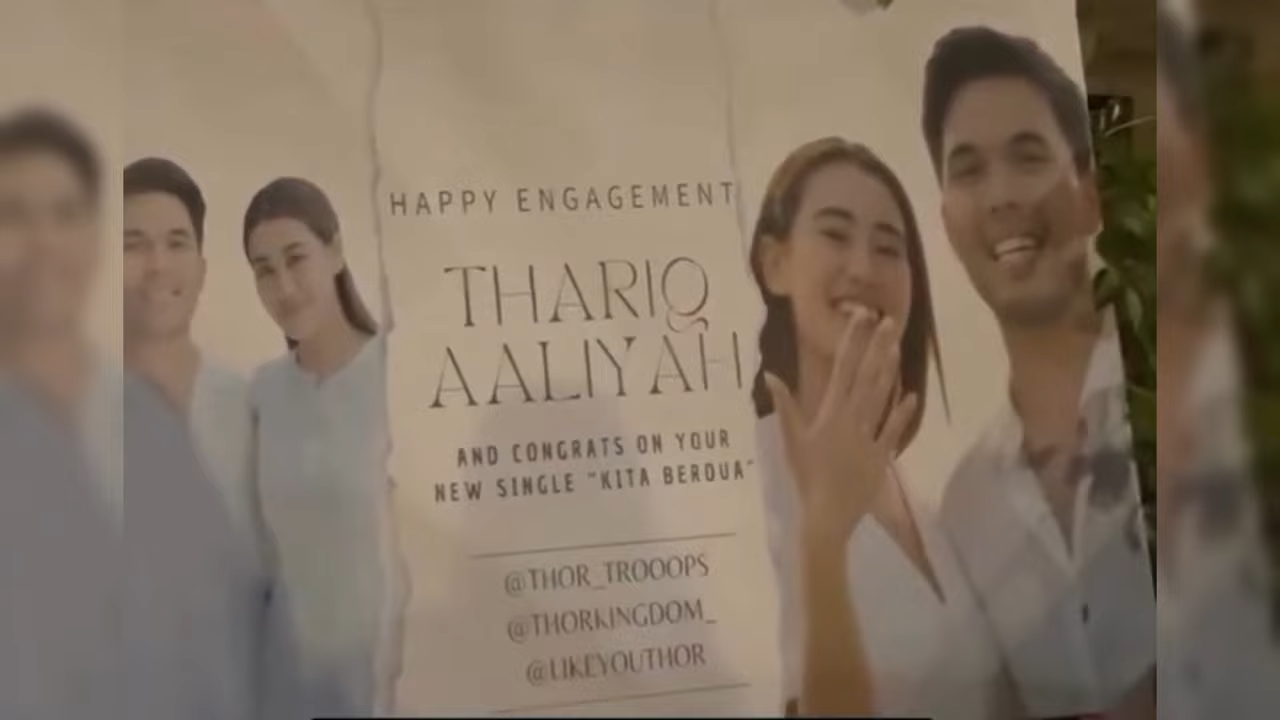 HAPPY ENGAGEMENT
THARIQ
AALIYAH
AND CONGRATS ON YOUR
NEW SINGLE "KITA BERDUA"
@THOR_TROOOPS
@THORKINGDOM_
@LIKEYOUTHOR